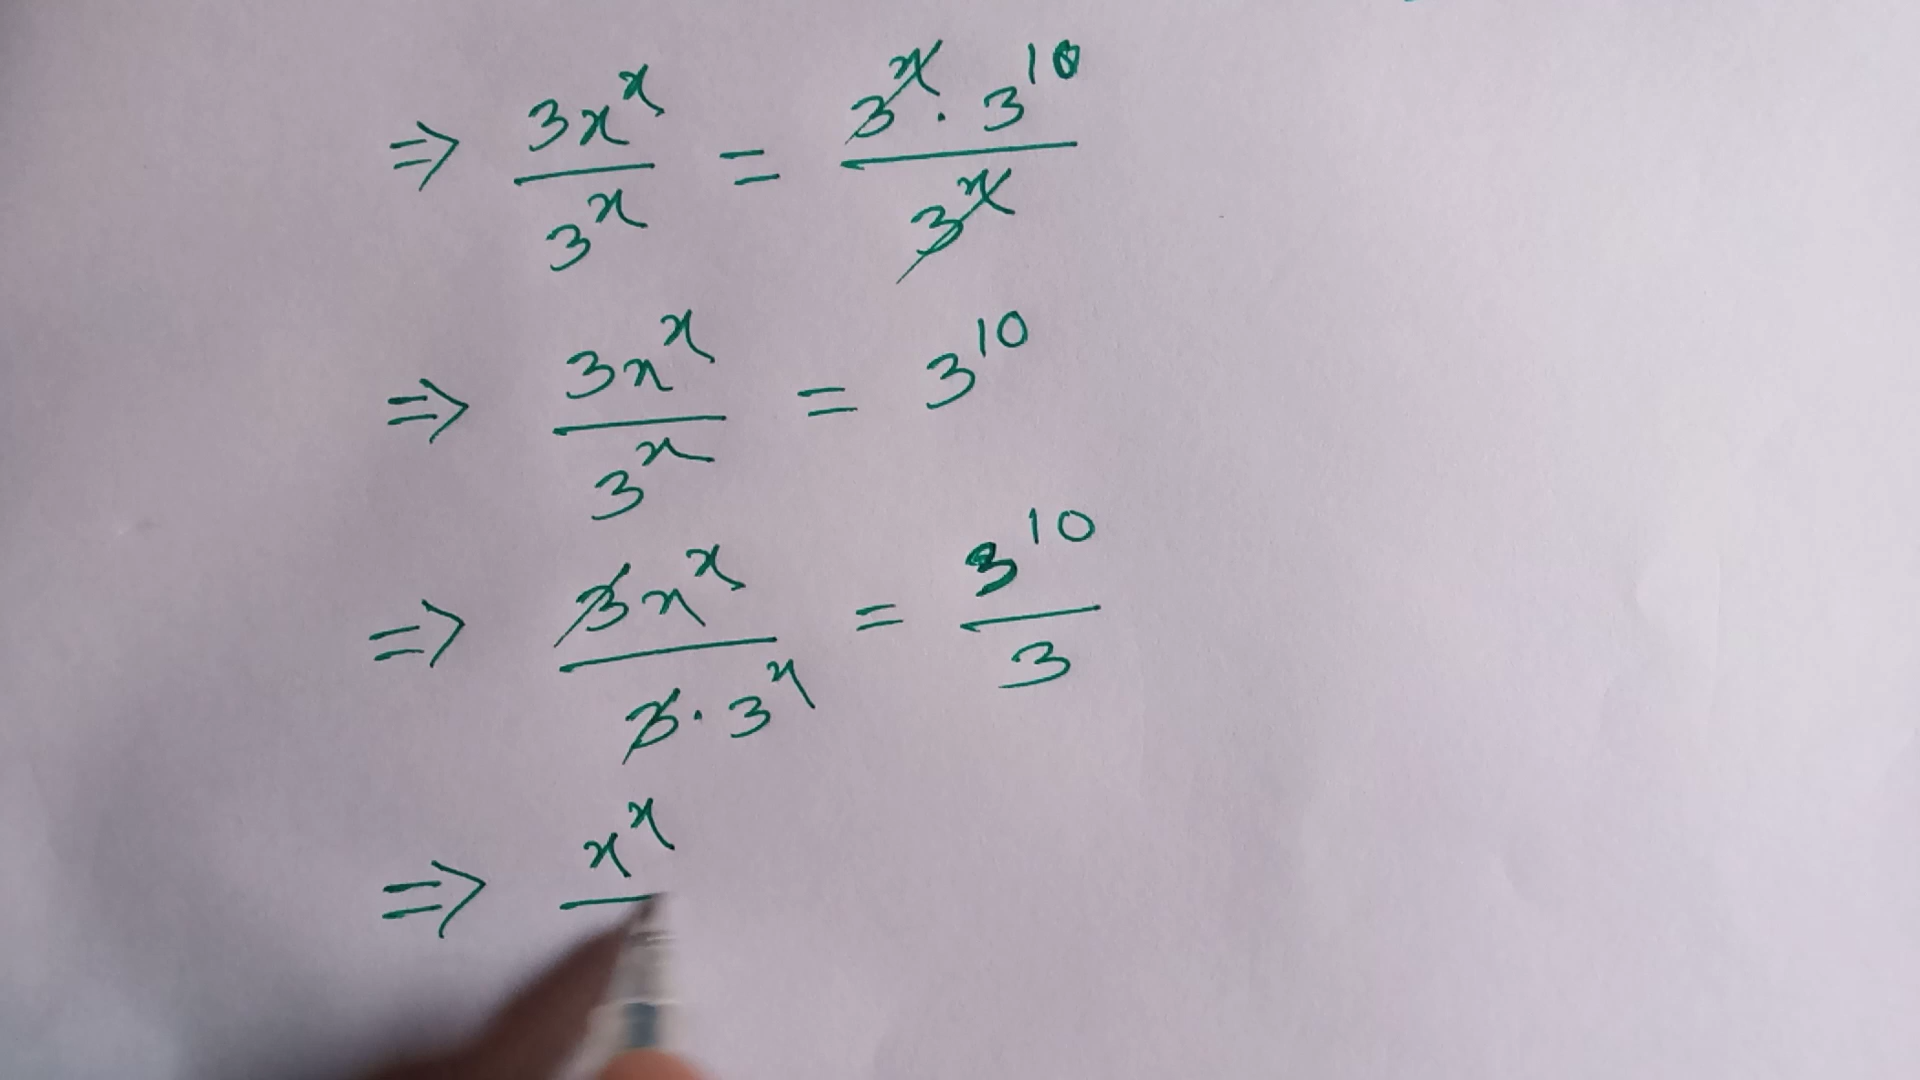 ⇒ 3x^x / 3^x = 3^x · 3^10 / 3^x
⇒ 3x^x / 3^x = 3^10
⇒ 3x^x / 3 · 3^x = 3^10 / 3
⇒ x^x /